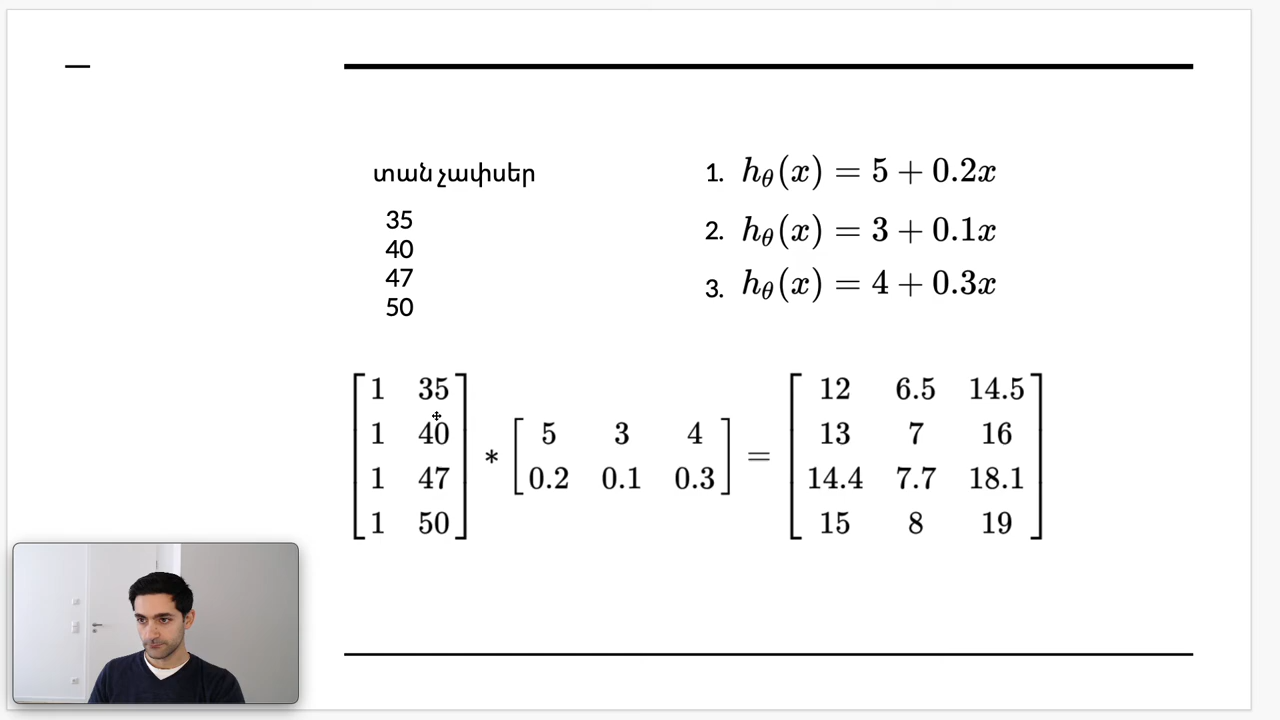 տան չափսեր
35
40
47
50
1. hθ(x) = 5 + 0.2x
2. hθ(x) = 3 + 0.1x
3. hθ(x) = 4 + 0.3x
[1 35] [12 6.5 14.5]
[1 40] * [5 3 4] = [13 7 16]
[1 47] [0.2 0.1 0.3] [14.4 7.7 18.1]
[1 50] [15 8 19]